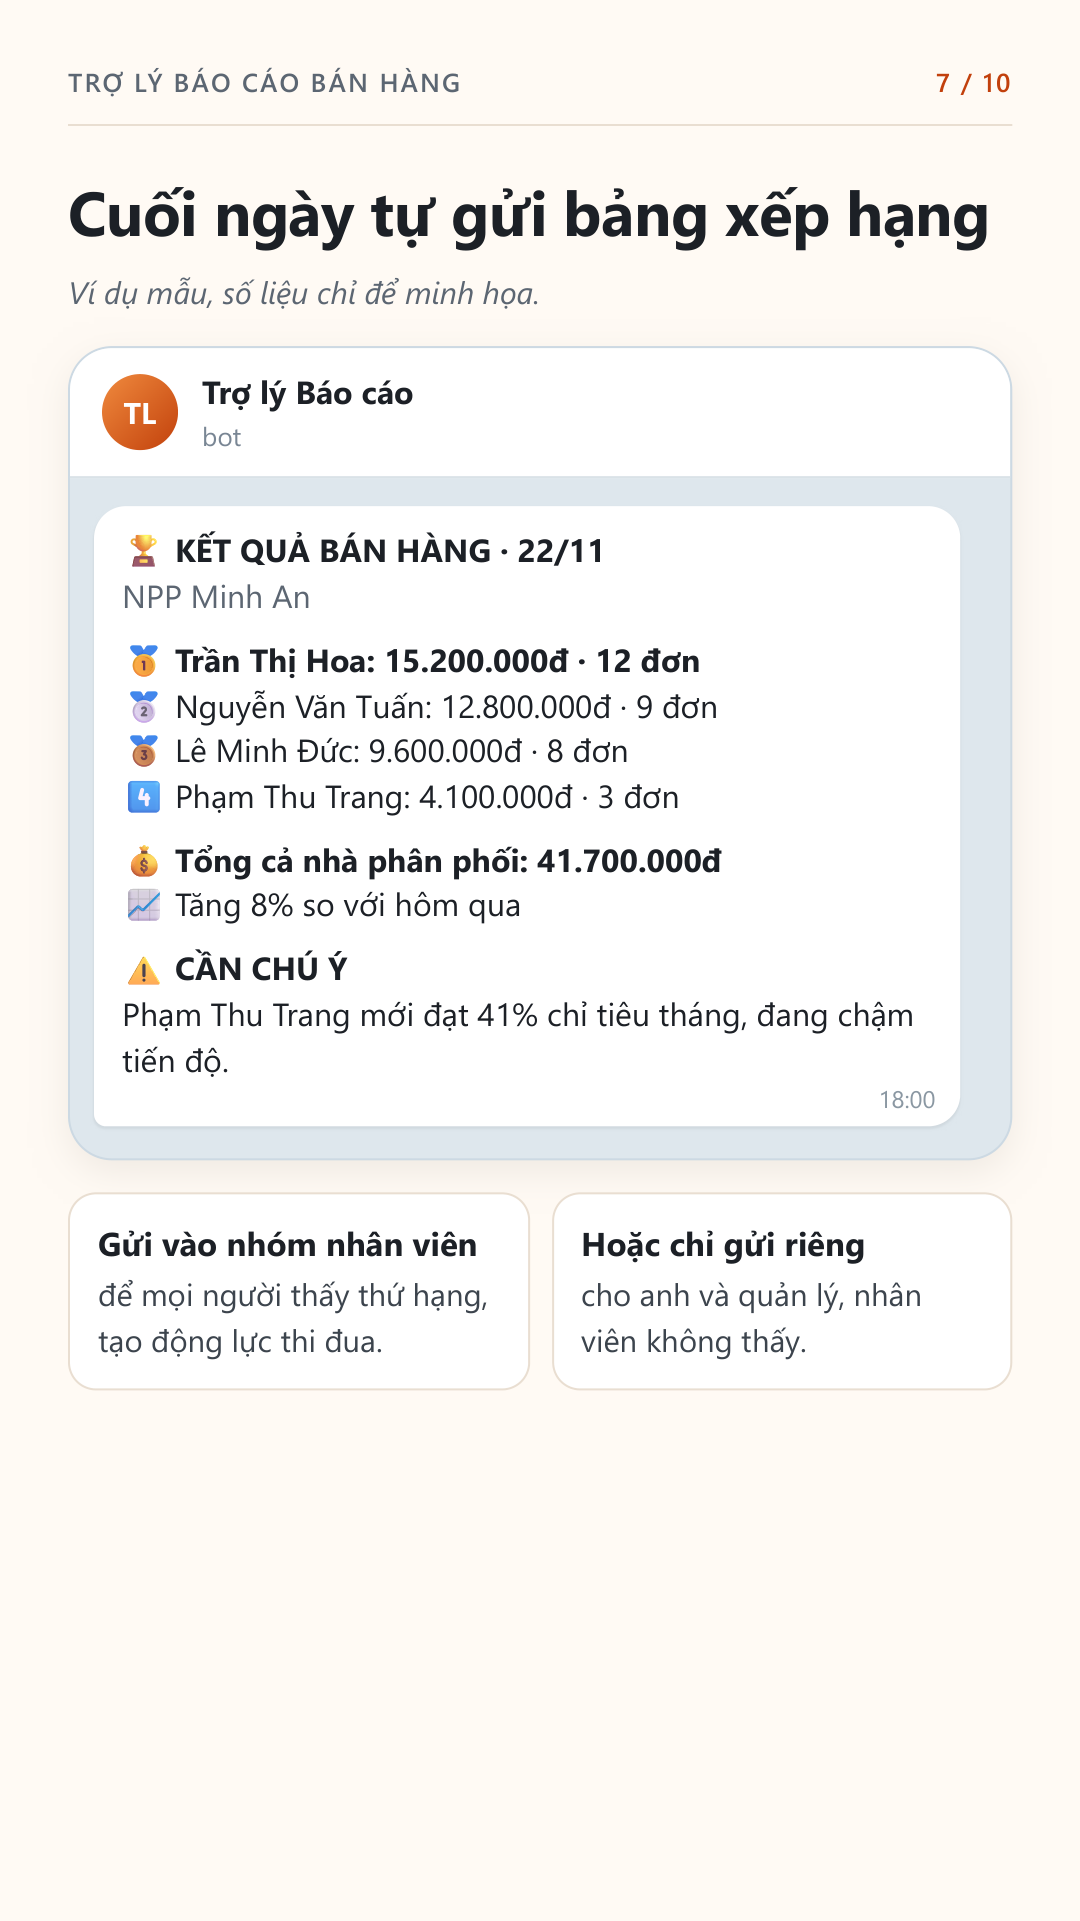 TRỢ LÝ BÁO CÁO BÁN HÀNG
7 / 10
Cuối ngày tự gửi bảng xếp hạng
Ví dụ mẫu, số liệu chỉ để minh họa.
TL
Trợ lý Báo cáo
bot
🏆 KẾT QUẢ BÁN HÀNG · 22/11
NPP Minh An
🥇 Trần Thị Hoa: 15.200.000đ · 12 đơn
🥈 Nguyễn Văn Tuấn: 12.800.000đ · 9 đơn
🥉 Lê Minh Đức: 9.600.000đ · 8 đơn
4️⃣ Phạm Thu Trang: 4.100.000đ · 3 đơn
💰 Tổng cả nhà phân phối: 41.700.000đ
📈 Tăng 8% so với hôm qua
⚠️ CẦN CHÚ Ý
Phạm Thu Trang mới đạt 41% chỉ tiêu tháng, đang chậm
tiến độ.
18:00
Gửi vào nhóm nhân viên
để mọi người thấy thứ hạng,
tạo động lực thi đua.
Hoặc chỉ gửi riêng
cho anh và quản lý, nhân
viên không thấy.